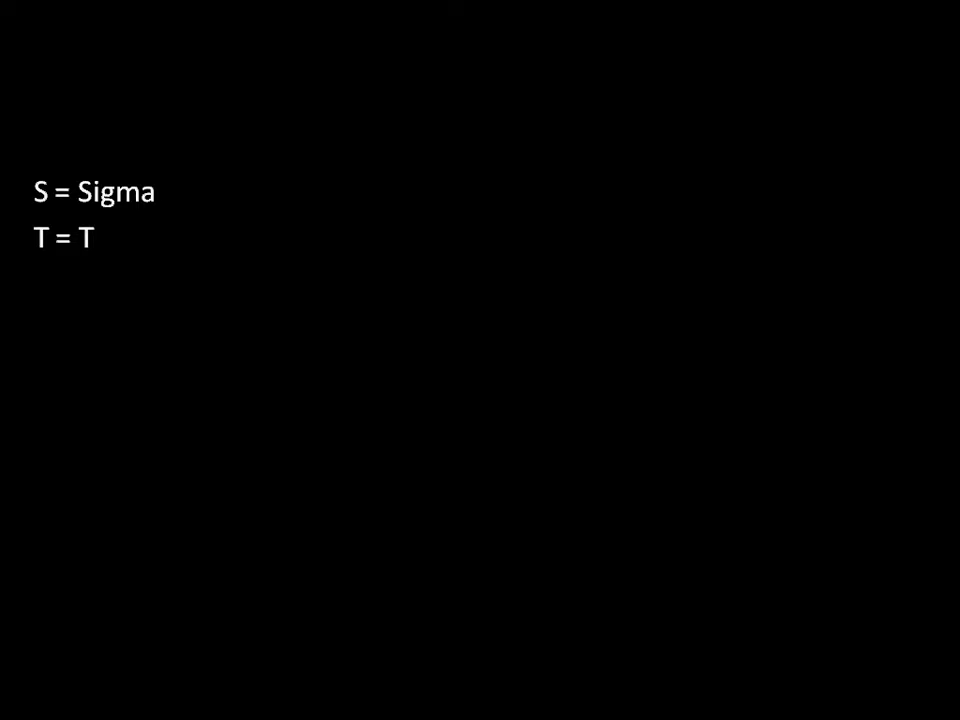 S = Sigma
T = T